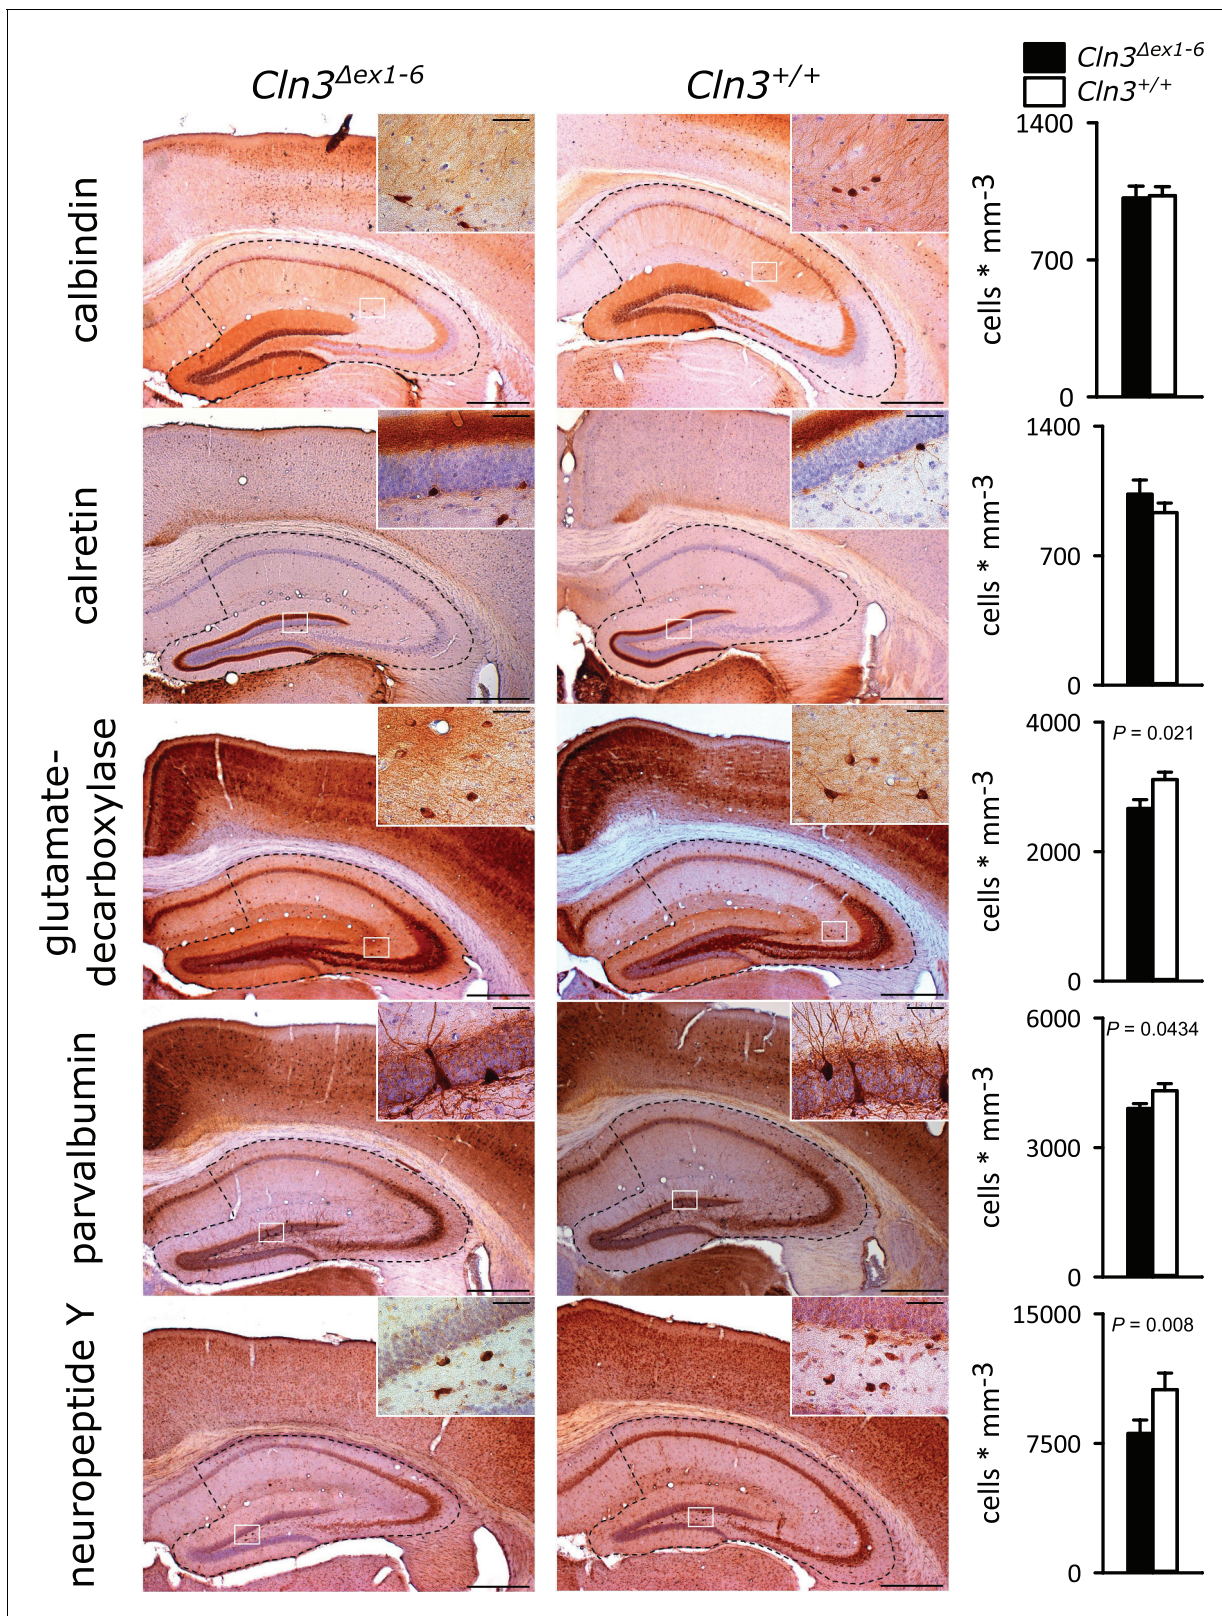 Cln3Δex1-6
Cln3+/+
Cln3Δex1-6
Cln3+/+
calbindin
cells * mm-3
1400
700
0
calretin
cells * mm-3
1400
700
0
glutamate-
decarboxylase
cells * mm-3
4000
P = 0.021
2000
0
parvalbumin
cells * mm-3
6000
P = 0.0434
3000
0
neuropeptide Y
cells * mm-3
15000
P = 0.008
7500
0